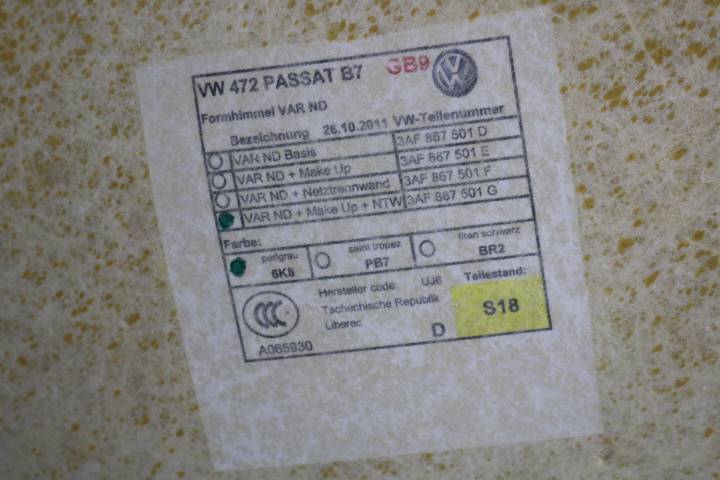 VW 472 PASSAT B7 GB9
Formhimmel VAR ND
Bezeichnung 26.10.2011 VW-Teilenummer
VAR ND Basis 3AF 867 501 D
VAR ND + Make Up 3AF 867 501 E
VAR ND + Netztrennwand 3AF 867 501 F
VAR ND + Make Up + NTW 3AF 867 501 G
Farbe:
perlgrau saint tropez titan schwarz
6K8 PB7 BR2
Hersteller code UJ6 Teilestand:
Tschechische Republik
Liberec D S18
CCC
A065930